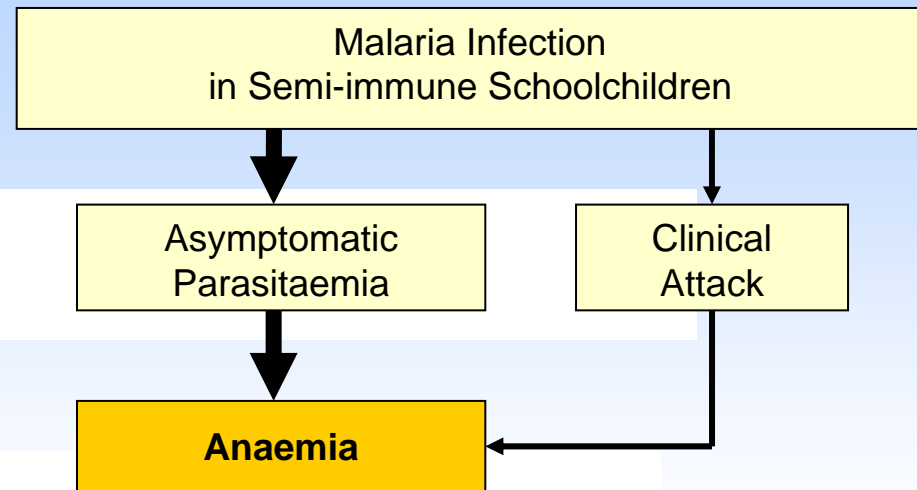 Malaria Infection
in Semi-immune Schoolchildren
Asymptomatic
Parasitaemia
Clinical
Attack
Anaemia